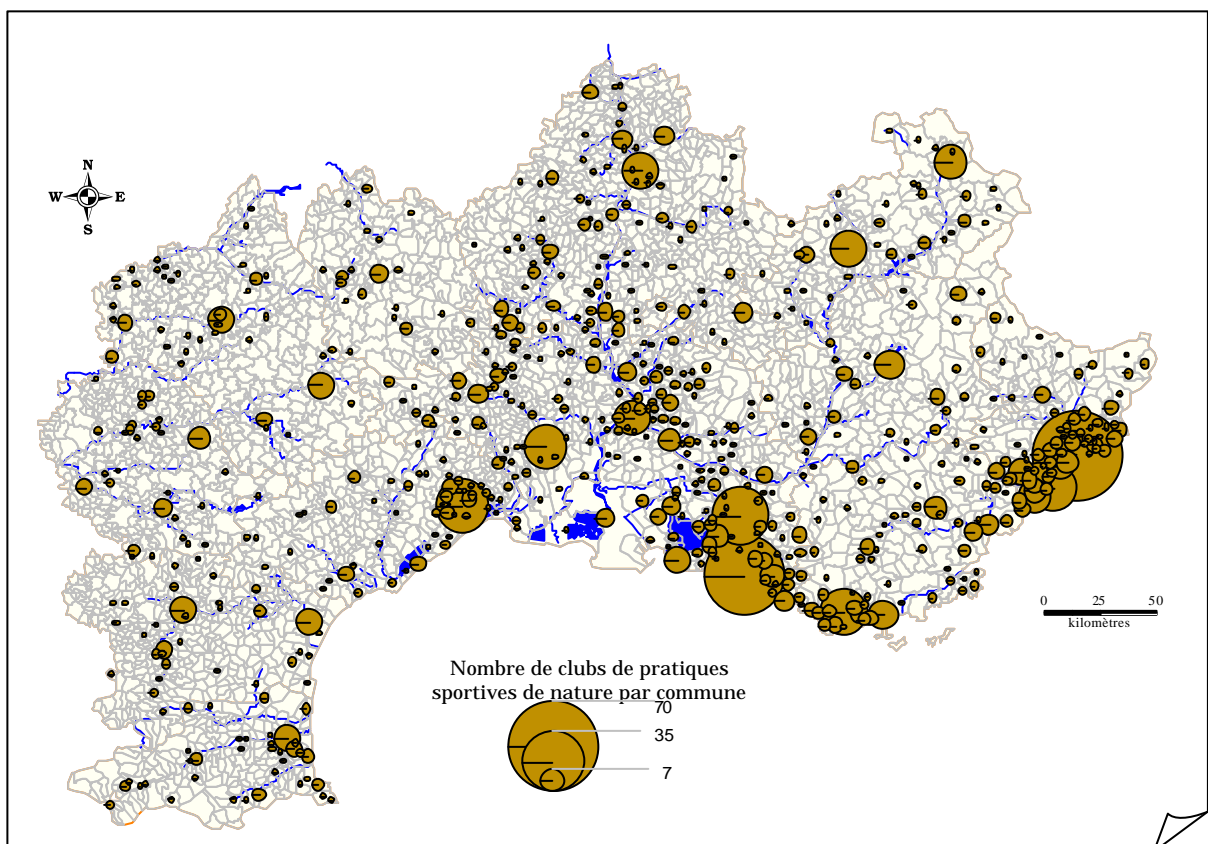 N
W E
S
0 25 50
kilomètres
Nombre de clubs de pratiques
sportives de nature par commune
70
35
7